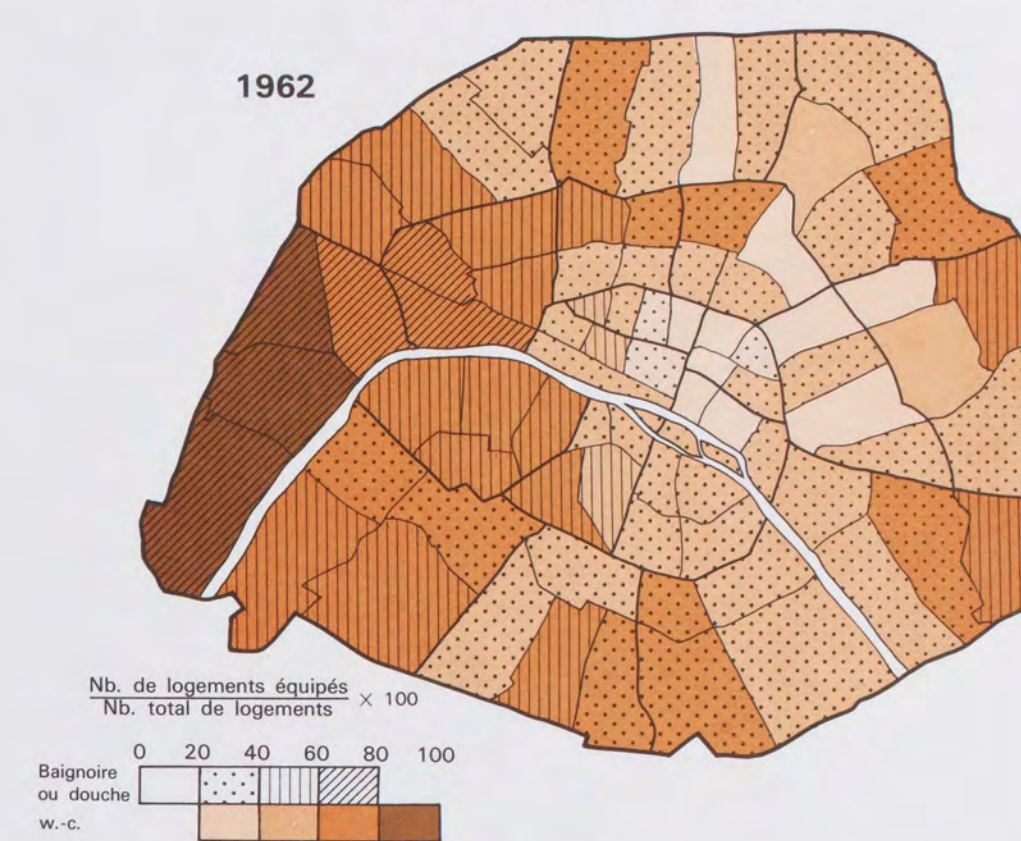 1962
Nb. de logements équipés
Nb. total de logements × 100
0 20 40 60 80 100
Baignoire
ou douche
w.-c.